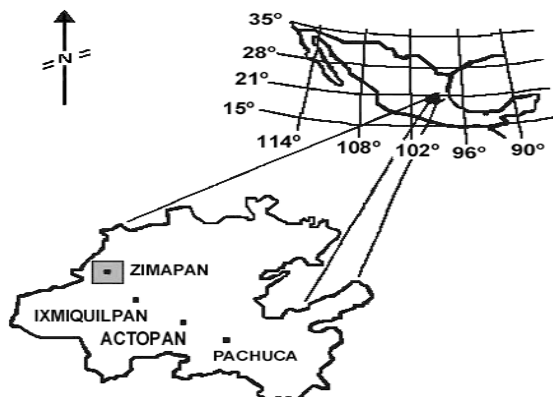 35°
28°
21°
15°
114°
108°
102°
96°
90°
N
ZIMAPAN
IXMIQUILPAN
ACTOPAN
PACHUCA